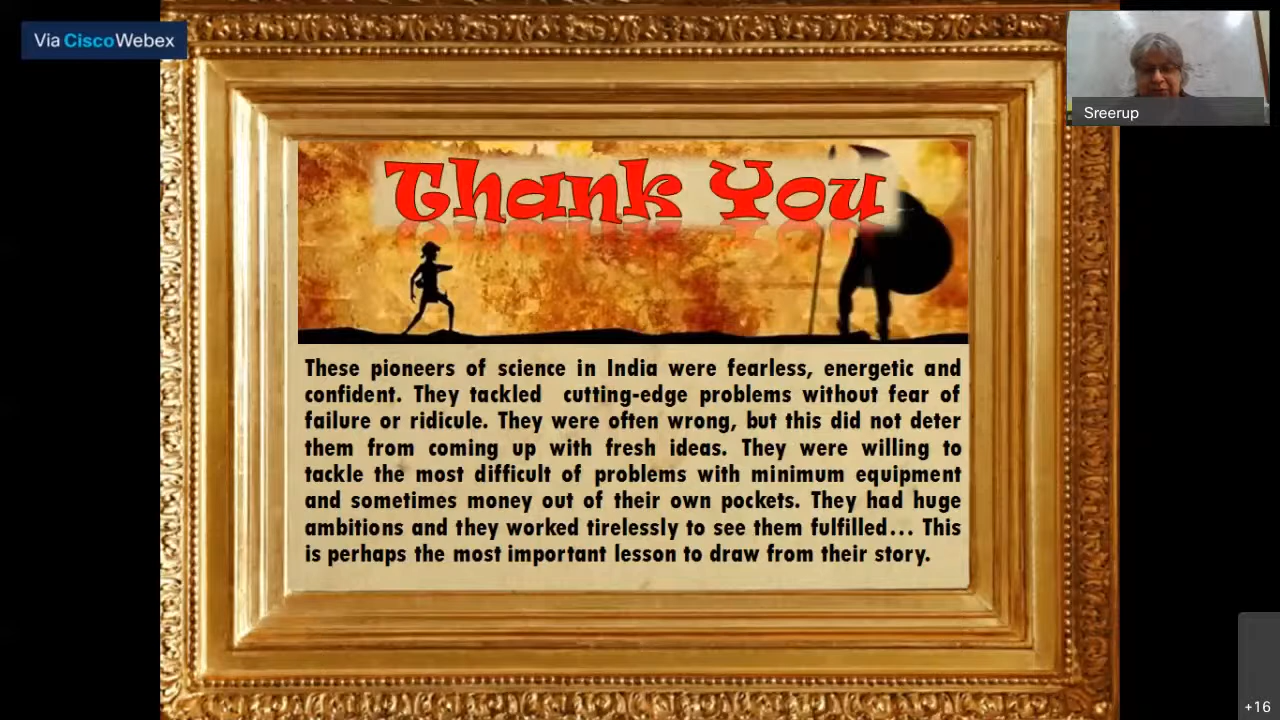 Via CiscoWebex
Sreerup
Thank You
These pioneers of science in India were fearless, energetic and
confident. They tackled cutting-edge problems without fear of
failure or ridicule. They were often wrong, but this did not deter
them from coming up with fresh ideas. They were willing to
tackle the most difficult of problems with minimum equipment
and sometimes money out of their own pockets. They had huge
ambitions and they worked tirelessly to see them fulfilled... This
is perhaps the most important lesson to draw from their story.
+16